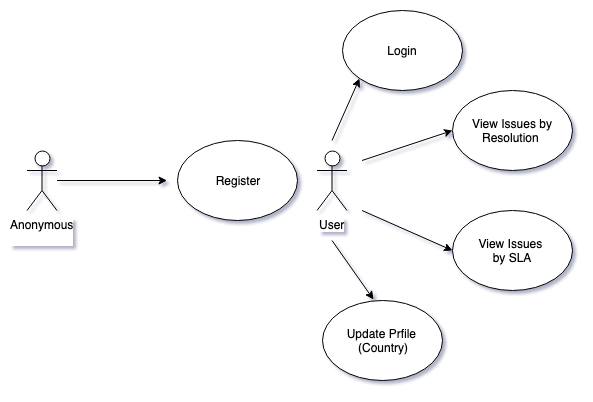 Login
View Issues by
Resolution
Register
Anonymous
User
View Issues
by SLA
Update Prfile
(Country)